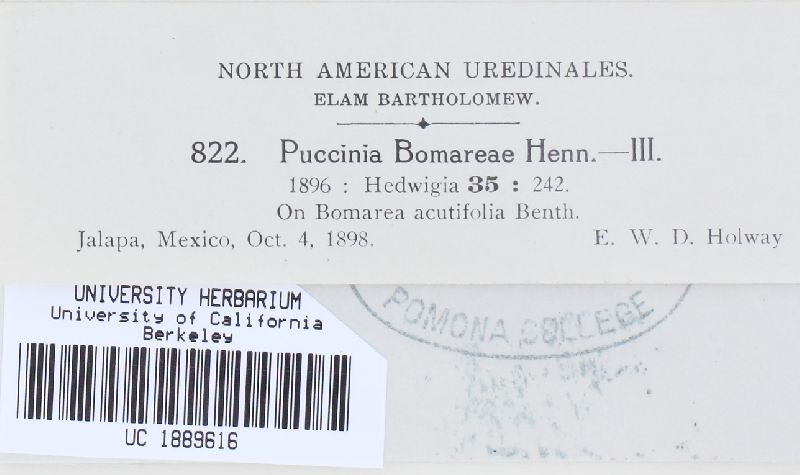 NORTH AMERICAN UREDINALES.
ELAM BARTHOLOMEW.
822. Puccinia Bomareae Henn.—III.
1896 : Hedwigia 35 : 242.
On Bomarea acutifolia Benth.
Jalapa, Mexico, Oct. 4, 1898. E. W. D. Holway
UNIVERSITY HERBARIUM
University of California
Berkeley
UC 1889616
POMONA COLLEGE